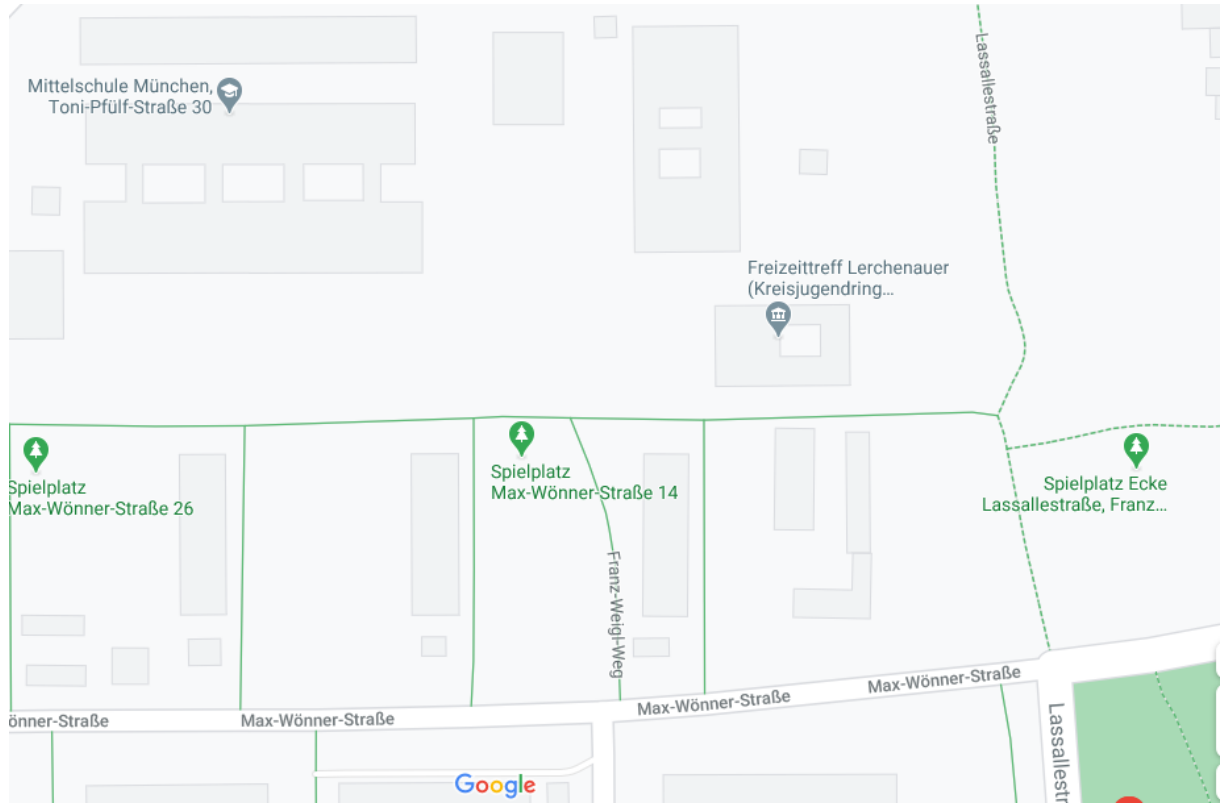 Lassallestraße
Mittelschule München,
Toni-Pfülf-Straße 30
Freizeittreff Lerchenauer
(Kreisjugendring...
Spielplatz
Max-Wönner-Straße 26
Spielplatz
Max-Wönner-Straße 14
Spielplatz Ecke
Lassallestraße, Franz...
Franz-Weigl-Weg
önner-Straße
Max-Wönner-Straße
Max-Wönner-Straße
Max-Wönner-Straße
Lassallestr
Google